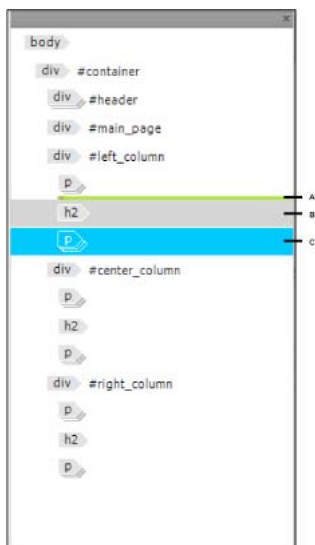 ×
body
div #container
div #header
div #main_page
div #left_column
p
A
h2
B
p
C
div #center_column
p
h2
p
div #right_column
p
h2
p